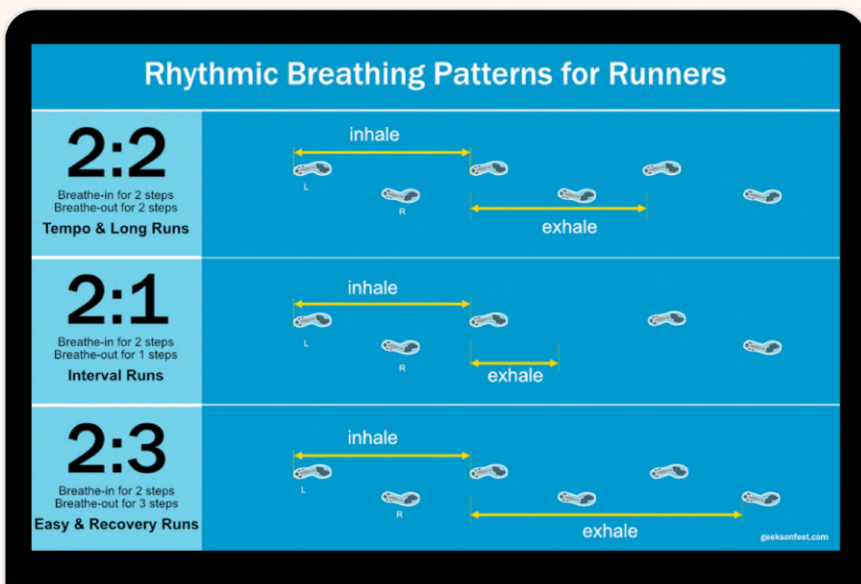 Rhythmic Breathing Patterns for Runners
2:2
Breathe-in for 2 steps
Breathe-out for 2 steps
Tempo & Long Runs
inhale
L
R
exhale
2:1
Breathe-in for 2 steps
Breathe-out for 1 steps
Interval Runs
inhale
L
R
exhale
2:3
Breathe-in for 2 steps
Breathe-out for 3 steps
Easy & Recovery Runs
inhale
L
R
exhale
geeksonfeet.com